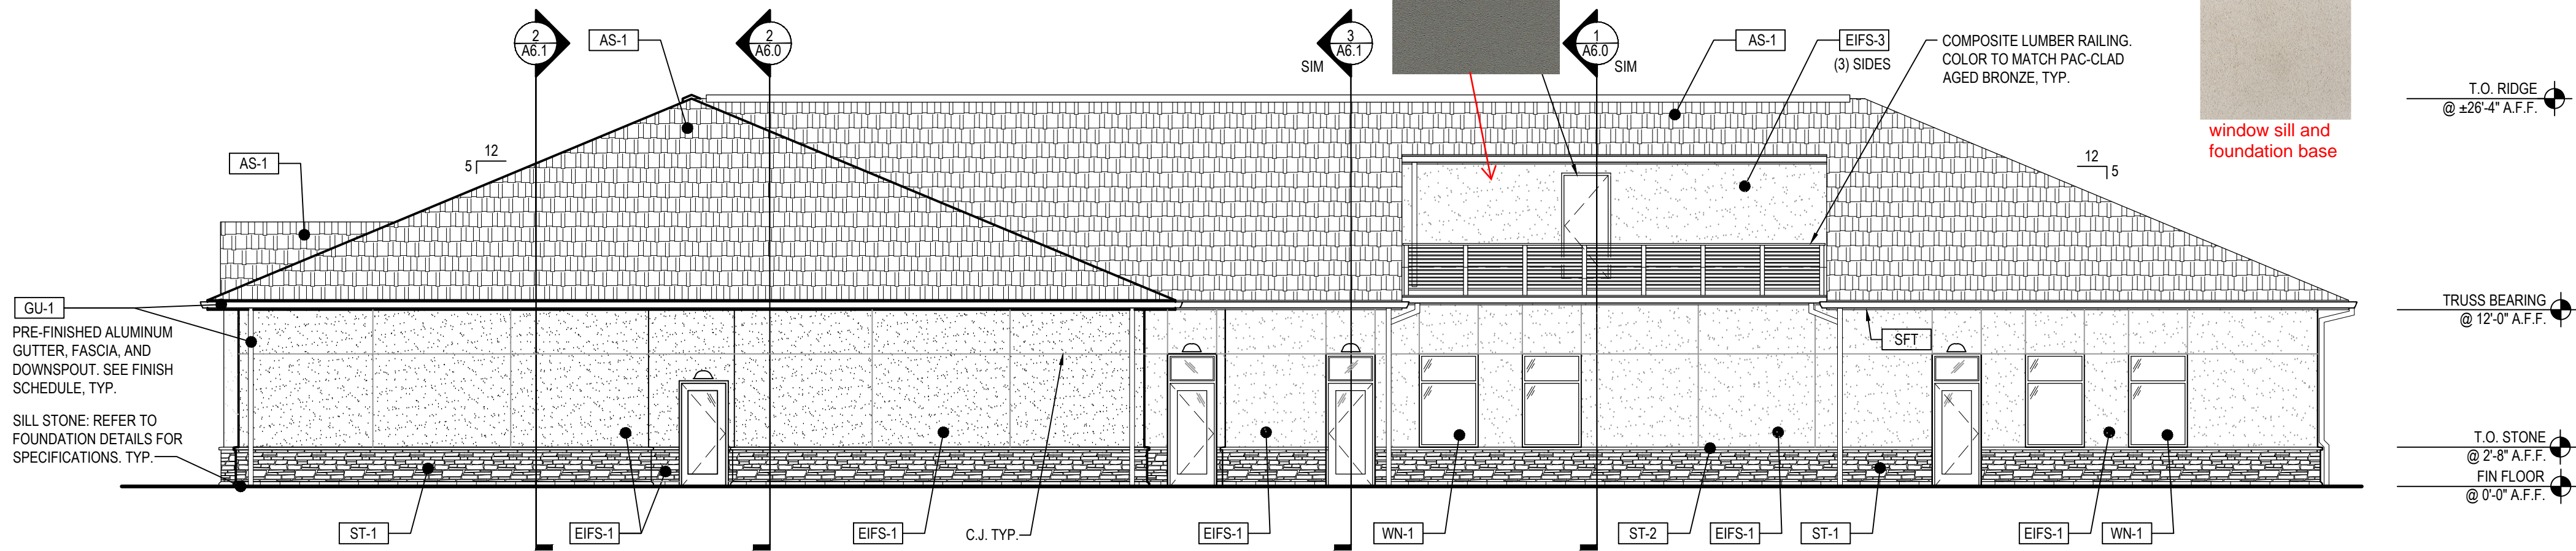 2
A6.1
AS-1
2
A6.0
3
A6.1
SIM
1
A6.0
SIM
AS-1
EIFS-3
(3) SIDES
COMPOSITE LUMBER RAILING.
COLOR TO MATCH PAC-CLAD
AGED BRONZE, TYP.
window sill and
foundation base
T.O. RIDGE
@ ±26'-4" A.F.F.
AS-1
12
5
12
5
GU-1
PRE-FINISHED ALUMINUM
GUTTER, FASCIA, AND
DOWNSPOUT. SEE FINISH
SCHEDULE, TYP.
SILL STONE: REFER TO
FOUNDATION DETAILS FOR
SPECIFICATIONS. TYP.
SFT
TRUSS BEARING
@ 12'-0" A.F.F.
T.O. STONE
@ 2'-8" A.F.F.
FIN FLOOR
@ 0'-0" A.F.F.
ST-1
EIFS-1
EIFS-1
C.J. TYP.
EIFS-1
WN-1
ST-2
EIFS-1
ST-1
EIFS-1
WN-1